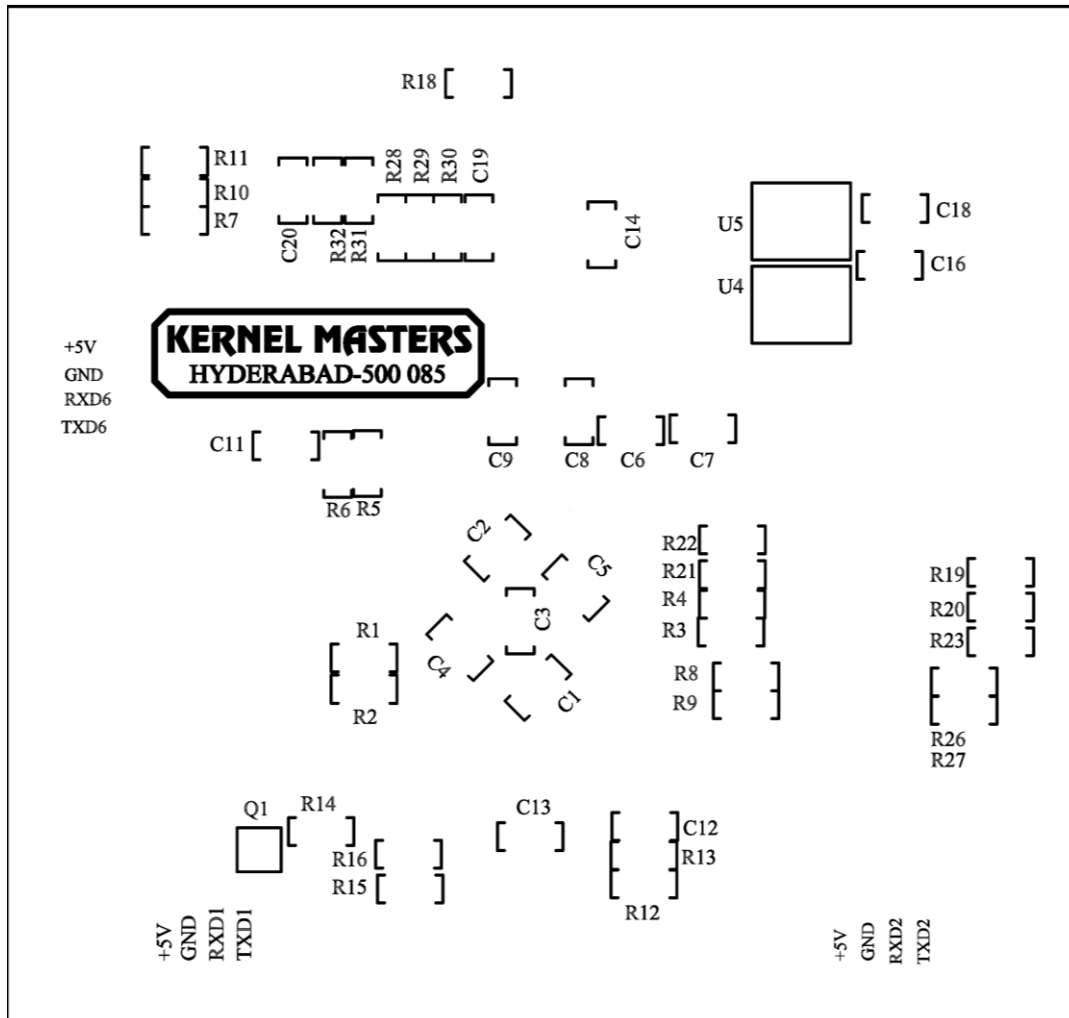 R18
R11
R10
R7
C20
R32
R31
R28
R29
R30
C19
C14
U5
C18
C16
U4
KERNEL MASTERS
HYDERABAD-500 085
+5V
GND
RXD6
TXD6
C11
R6
R5
C9
C8
C6
C7
C2
C5
C3
C4
C1
R22
R21
R4
R3
R19
R20
R23
R1
R2
R8
R9
R26
R27
Q1
R14
C13
C12
R16
R13
R15
R12
+5V
GND
RXD1
TXD1
+5V
GND
RXD2
TXD2